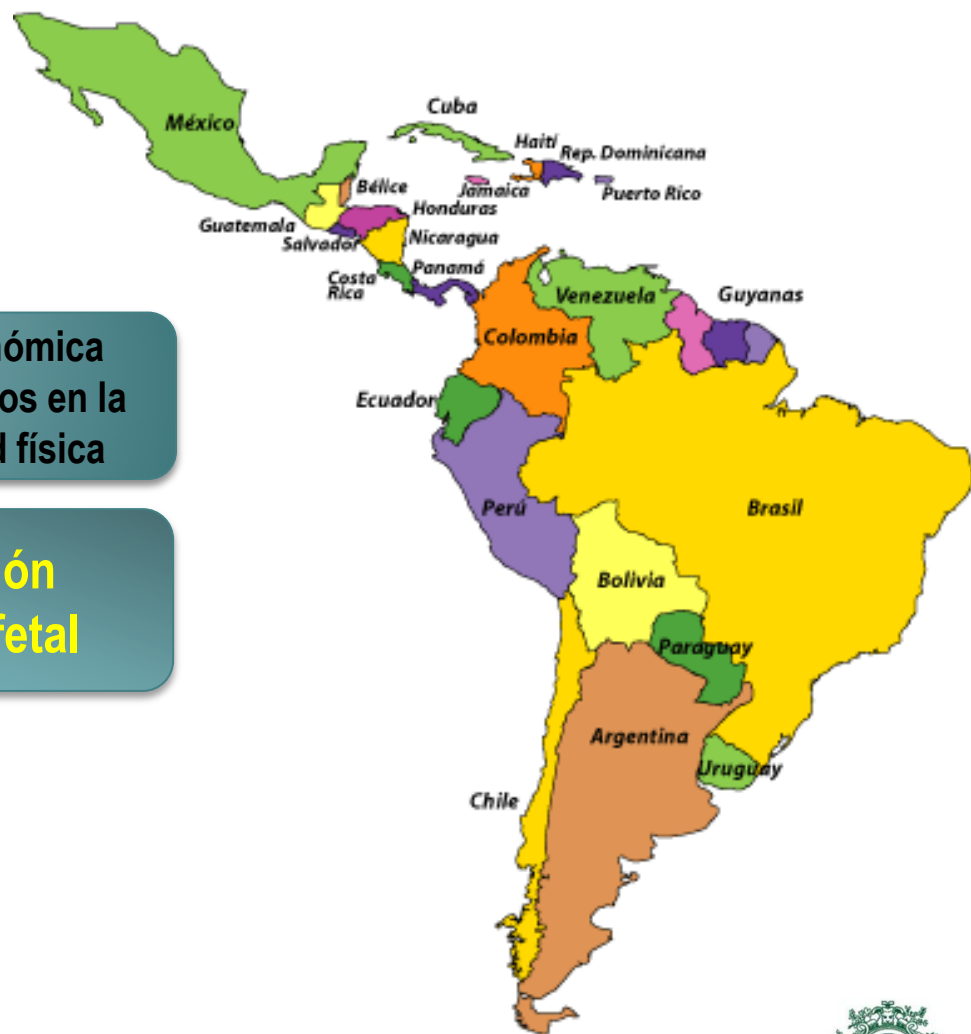 México
Cuba
Haití
Rep. Dominicana
Jamaica
Puerto Rico
Bélice
Guatemala
Honduras
Salvador
Nicaragua
Costa
Rica
Panamá
Venezuela
Guyanas
Colombia
Ecuador
Perú
Brasil
Bolivia
Paraguay
Argentina
Uruguay
Chile
nómica
os en la
d física
ón
fetal